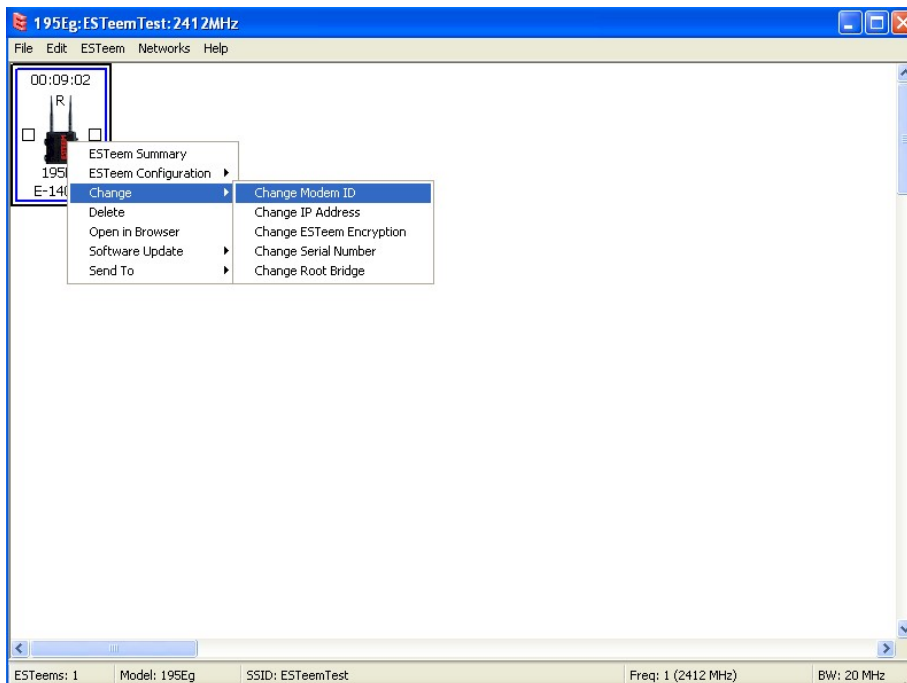 195Eg:ESTeemTest:2412MHz
File Edit ESTeem Networks Help
00:09:02
R
ESTeem Summary
ESTeem Configuration
Change
Delete
Open in Browser
Software Update
Send To
Change Modem ID
Change IP Address
Change ESTeem Encryption
Change Serial Number
Change Root Bridge
ESTeems: 1 Model: 195Eg SSID: ESTeemTest Freq: 1 (2412 MHz) BW: 20 MHz